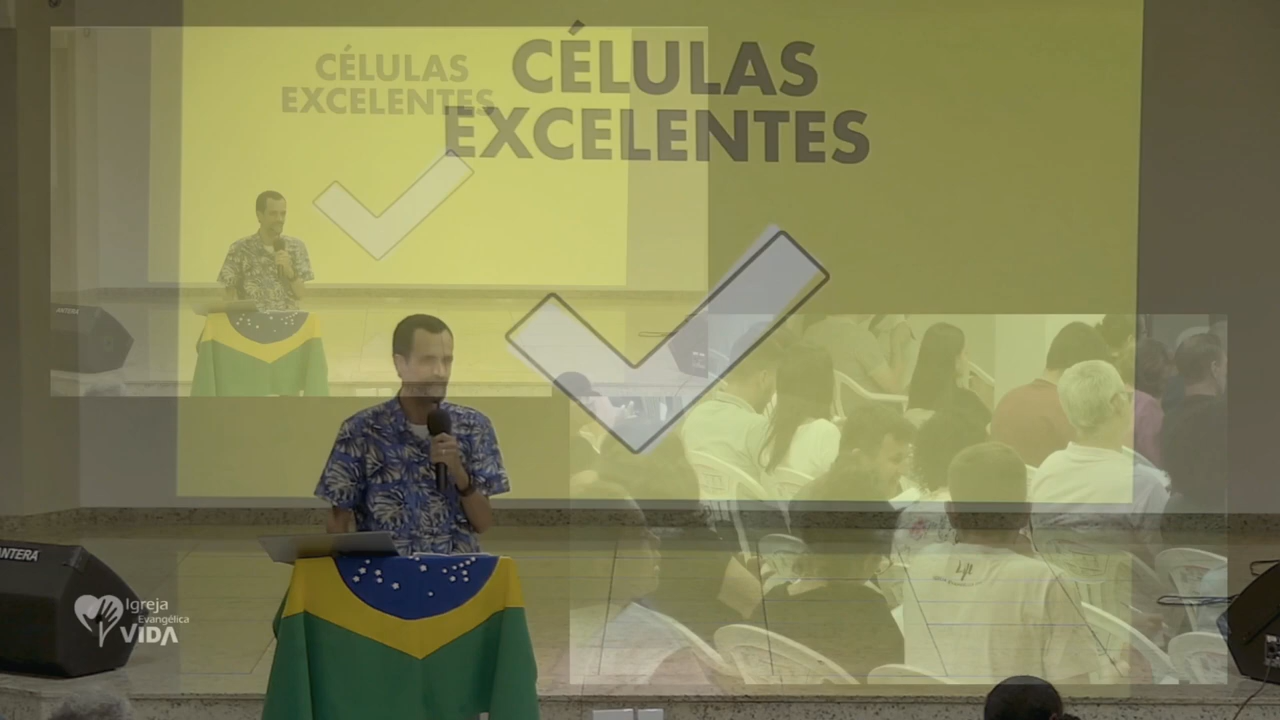 CÉLULAS
EXCELENTES
CÉLULAS
EXCELENTES
ANTERA
ANTERA
Igreja
Evangélica
VIDA